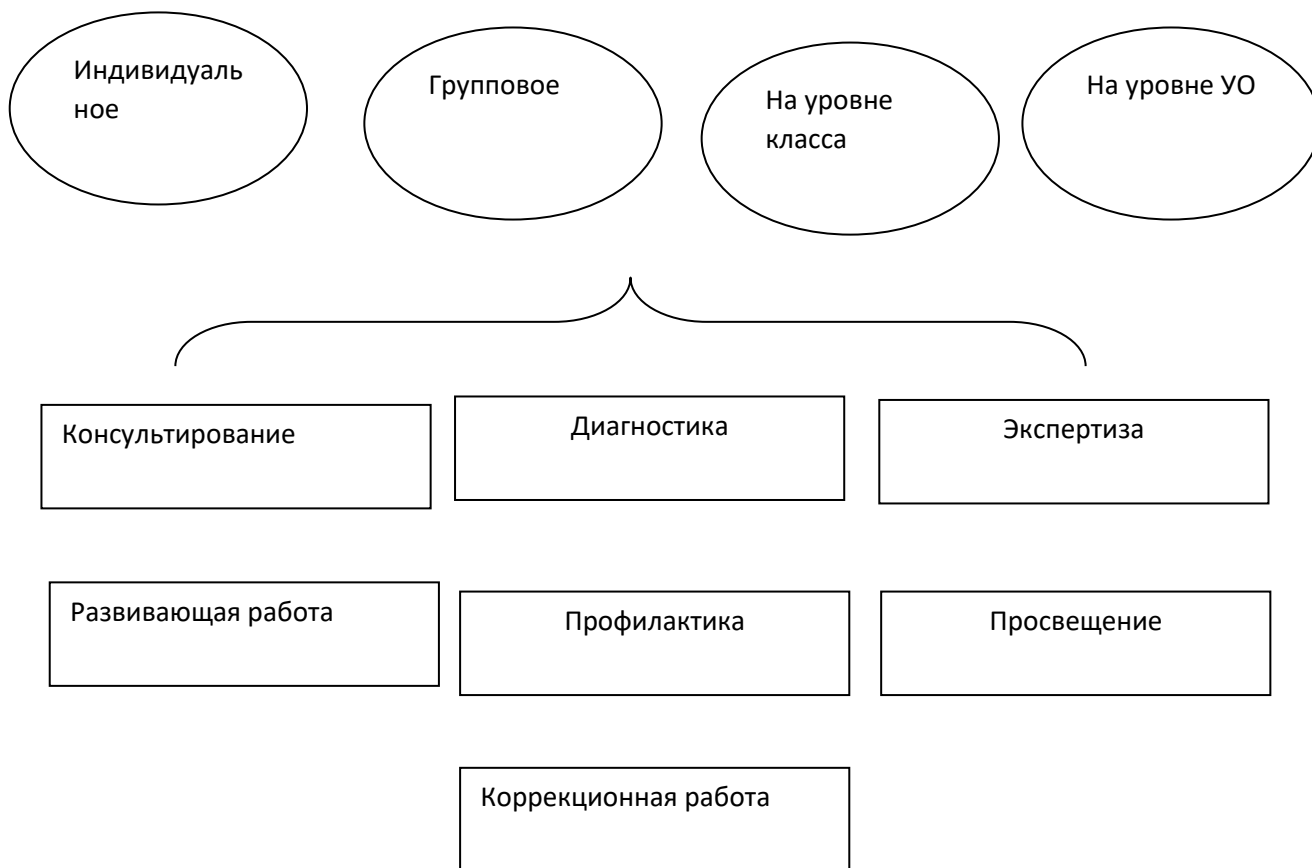 Индивидуаль
ное
Групповое
На уровне
класса
На уровне УО
Консультирование
Диагностика
Экспертиза
Развивающая работа
Профилактика
Просвещение
Коррекционная работа